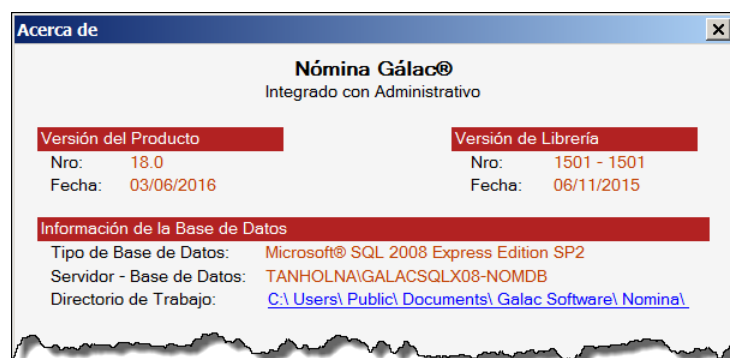 Acerca de
Nómina Gálac®
Integrado con Administrativo
Versión del Producto
Nro: 18.0
Fecha: 03/06/2016
Versión de Librería
Nro: 1501 - 1501
Fecha: 06/11/2015
Información de la Base de Datos
Tipo de Base de Datos: Microsoft® SQL 2008 Express Edition SP2
Servidor - Base de Datos: TANHOLNA\GALACSQLX08-NOMDB
Directorio de Trabajo: C:\ Users\ Public\ Documents\ Galac Software\ Nomina\